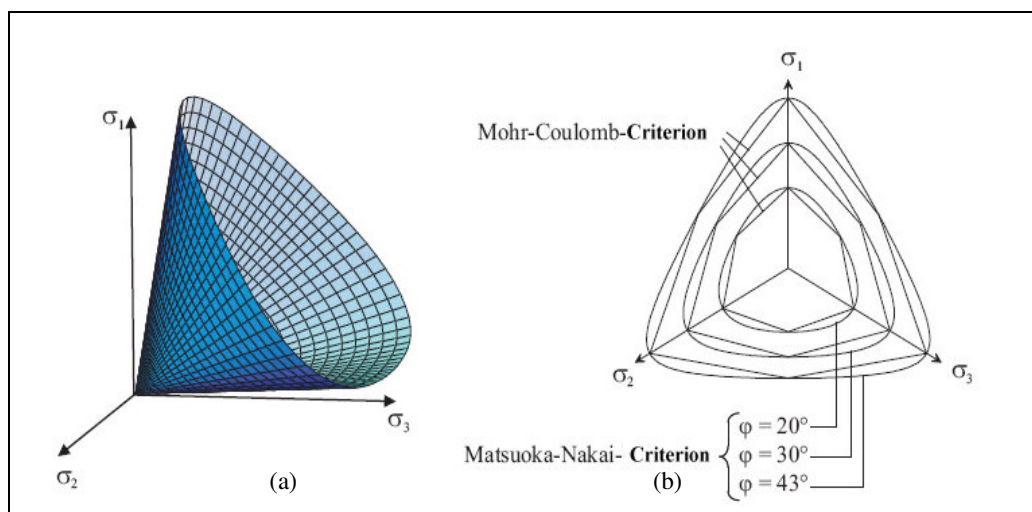 σ1
σ3
σ2
(a)
σ1
Mohr-Coulomb-Criterion
σ2
σ3
Matsuoka-Nakai- Criterion
φ = 20°
φ = 30°
φ = 43°
(b)